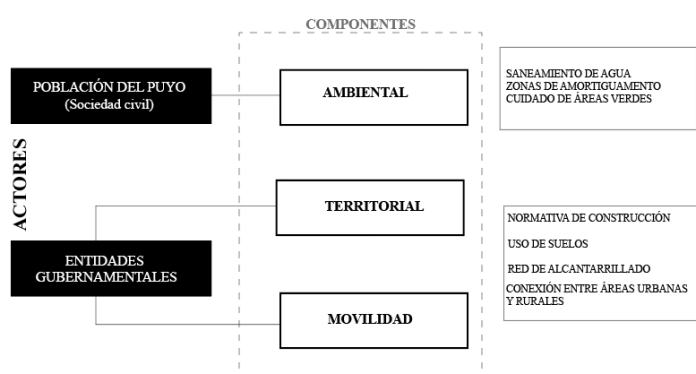 COMPONENTES
ACTORES
POBLACIÓN DEL PUYO
(Sociedad civil)
AMBIENTAL
SANEAMIENTO DE AGUA
ZONAS DE AMORTIGUAMENTO
CUIDADO DE ÁREAS VERDES
ENTIDADES
GUBERNAMENTALES
TERRITORIAL
MOVILIDAD
NORMATIVA DE CONSTRUCCIÓN
USO DE SUELOS
RED DE ALCANTARRILLADO
CONEXIÓN ENTRE ÁREAS URBANAS
Y RURALES